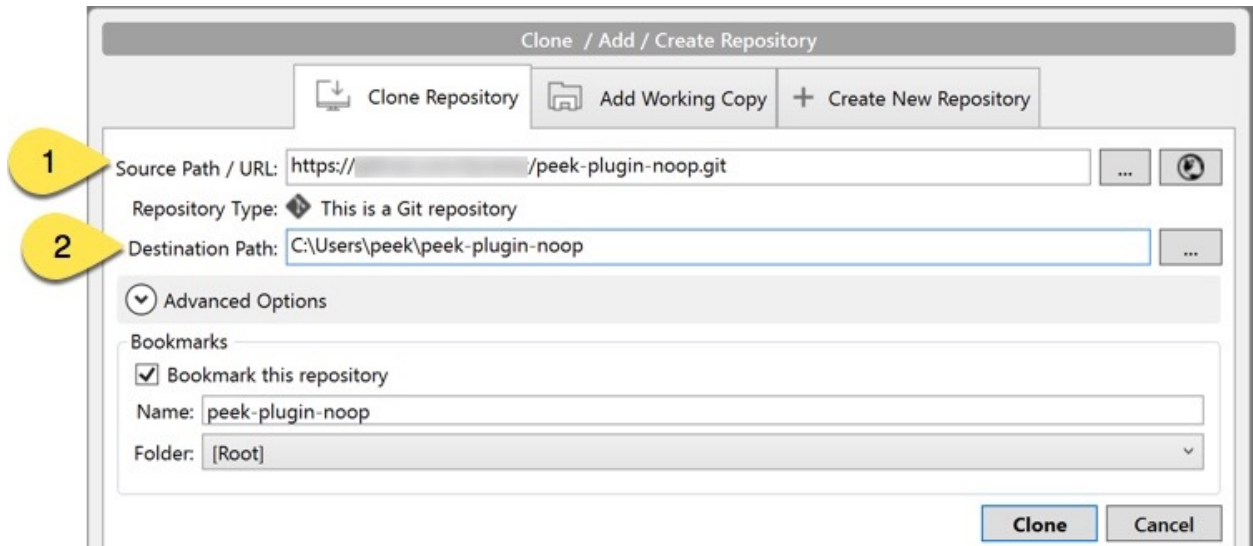 Clone / Add / Create Repository
Clone Repository Add Working Copy + Create New Repository
1 Source Path / URL: https:// /peek-plugin-noop.git ...
Repository Type: This is a Git repository
2 Destination Path: C:\Users\peek\peek-plugin-noop ...
Advanced Options
Bookmarks
Bookmark this repository
Name: peek-plugin-noop
Folder: [Root]
Clone Cancel